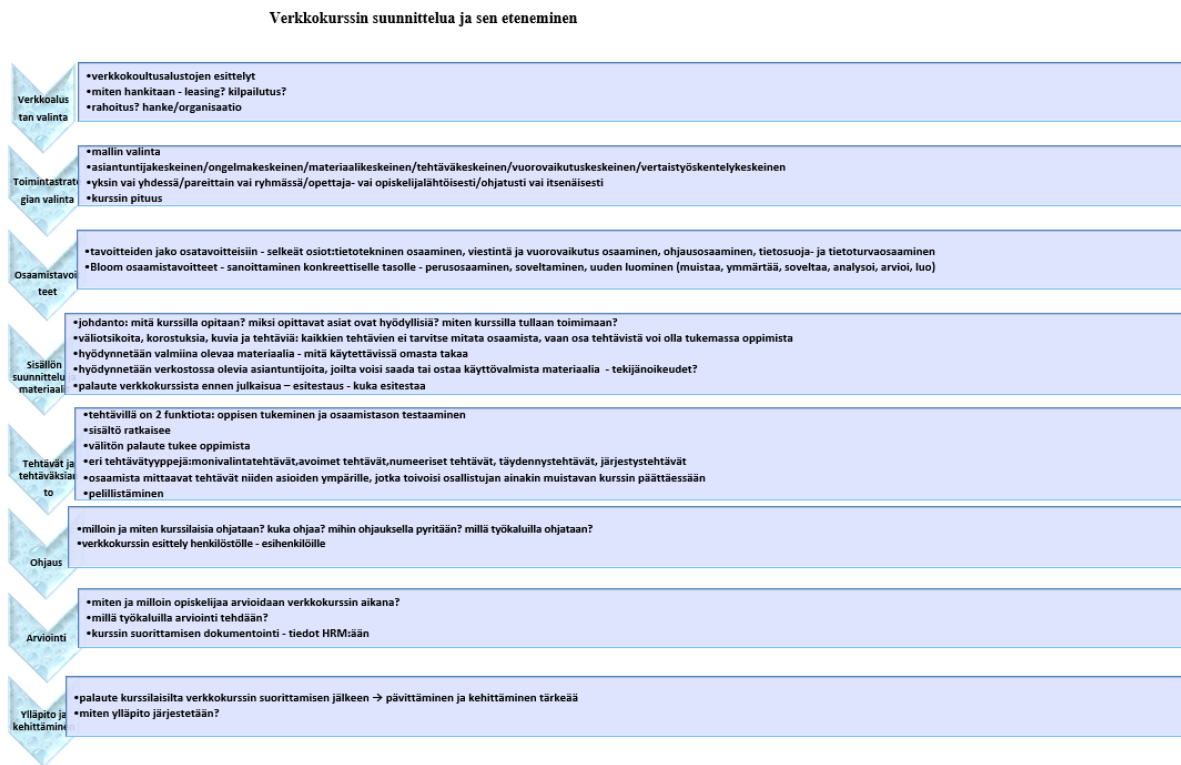 Verkkokurssin suunnittelua ja sen eteneminen
Verkkoalus
tan valinta
•verkkokoultusalustojen esittelyt
•miten hankitaan - leasing? kilpailutus?
•rahoitus? hanke/organisaatio
Toimintastrate
gian valinta
•mallin valinta
•asiantuntijakeskeinen/ongelmakeskeinen/materiaalikeskeinen/tehtäväkeskeinen/vuorovaikutuskeskeinen/vertaistyöskentelykeskeinen
•yksin vai yhdessä/pareittain vai ryhmässä/opettaja- vai opiskelijalähtöisesti/ohjatusti vai itsenäisesti
•kurssin pituus
Osaamistavoi
teet
•tavoitteiden jako osatavoitteisiin - selkeät osiot:tietotekninen osaaminen, viestintä ja vuorovaikutus osaaminen, ohjausosaaminen, tietosuoja- ja tietoturvaosaaminen
•Bloom osaamistavoitteet - sanoittaminen konkreettiselle tasolle - perusosaaminen, soveltaminen, uuden luominen (muistaa, ymmärtää, soveltaa, analysoi, arvioi, luo)
Sisällön
suunnittelu
materiaali
•johdanto: mitä kurssilla opitaan? miksi opittavat asiat ovat hyödyllisiä? miten kurssilla tullaan toimimaan?
•väliotsikoita, korostuksia, kuvia ja tehtäviä: kaikkien tehtävien ei tarvitse mitata osaamista, vaan osa tehtävistä voi olla tukemassa oppimista
•hyödynnetään valmiina olevaa materiaalia - mitä käytettävissä omasta takaa
•hyödynnetään verkostossa olevia asiantuntijoita, joilta voisi saada tai ostaa käyttövalmista materiaalia - tekijänoikeudet?
•palaute verkkokurssista ennen julkaisua – esitestaus - kuka esitestaa
Tehtävät ja
tehtäväksian
to
•tehtävillä on 2 funktiota: oppisen tukeminen ja osaamistason testaaminen
•sisältö ratkaisee
•välitön palaute tukee oppimista
•eri tehtävätyyppejä:monivalintatehtävät,avoimet tehtävät,numeeriset tehtävät, täydennystehtävät, järjestystehtävät
•osaamista mittaavat tehtävät niiden asioiden ympärille, jotka toivoisi osallistujan ainakin muistavan kurssin päättäessään
•pelillistäminen
Ohjaus
•milloin ja miten kurssilaisia ohjataan? kuka ohjaa? mihin ohjauksella pyritään? millä työkaluilla ohjataan?
•verkkokurssin esittely henkilöstölle - esihenkilöille
Arviointi
•miten ja milloin opiskelijaa arvioidaan verkkokurssin aikana?
•millä työkaluilla arviointi tehdään?
•kurssin suorittamisen dokumentointi - tiedot HRM:ään
Ylläpito ja
kehittäminen
•palaute kurssilaisilta verkkokurssin suorittamisen jälkeen → pävittäminen ja kehittäminen tärkeää
•miten ylläpito järjestetään?